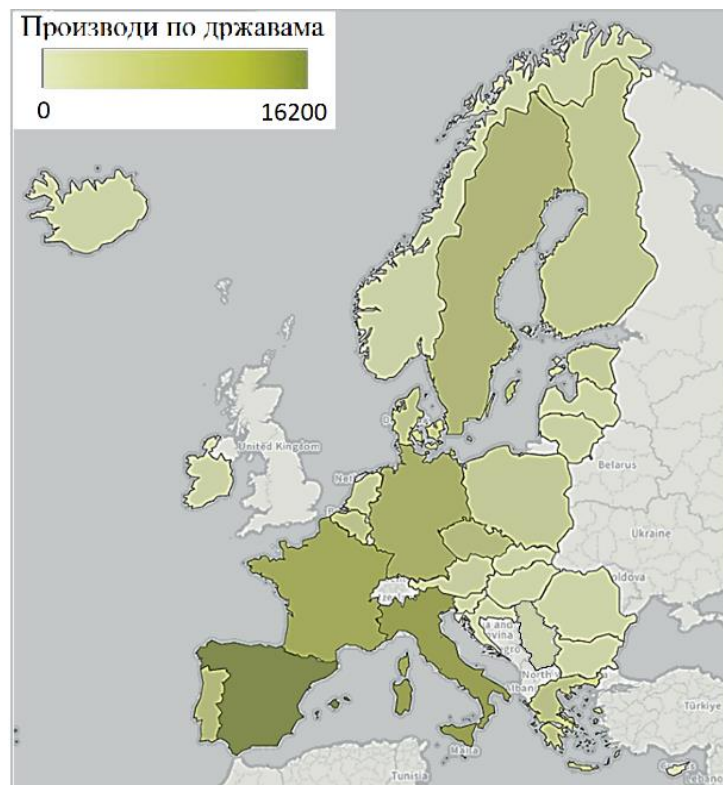 Производи по државама
0
16200
United Kingdom
Belarus
Ukraine
Türkiye
Malta
Tunisia